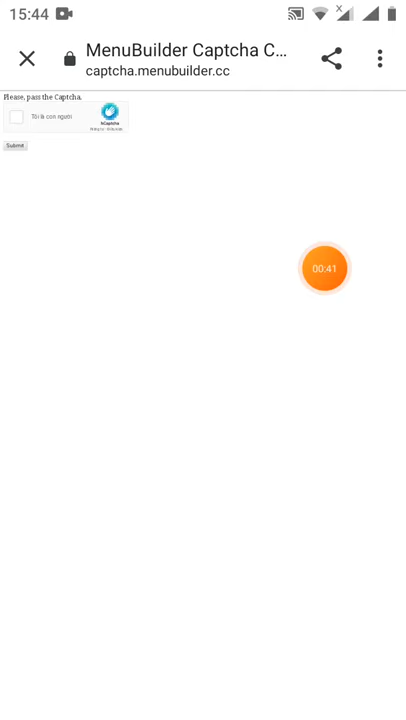 15:44
MenuBuilder Captcha C...
captcha.menubuilder.cc
Please, pass the Captcha.
Tôi là con người
hCaptcha
Submit
00:41